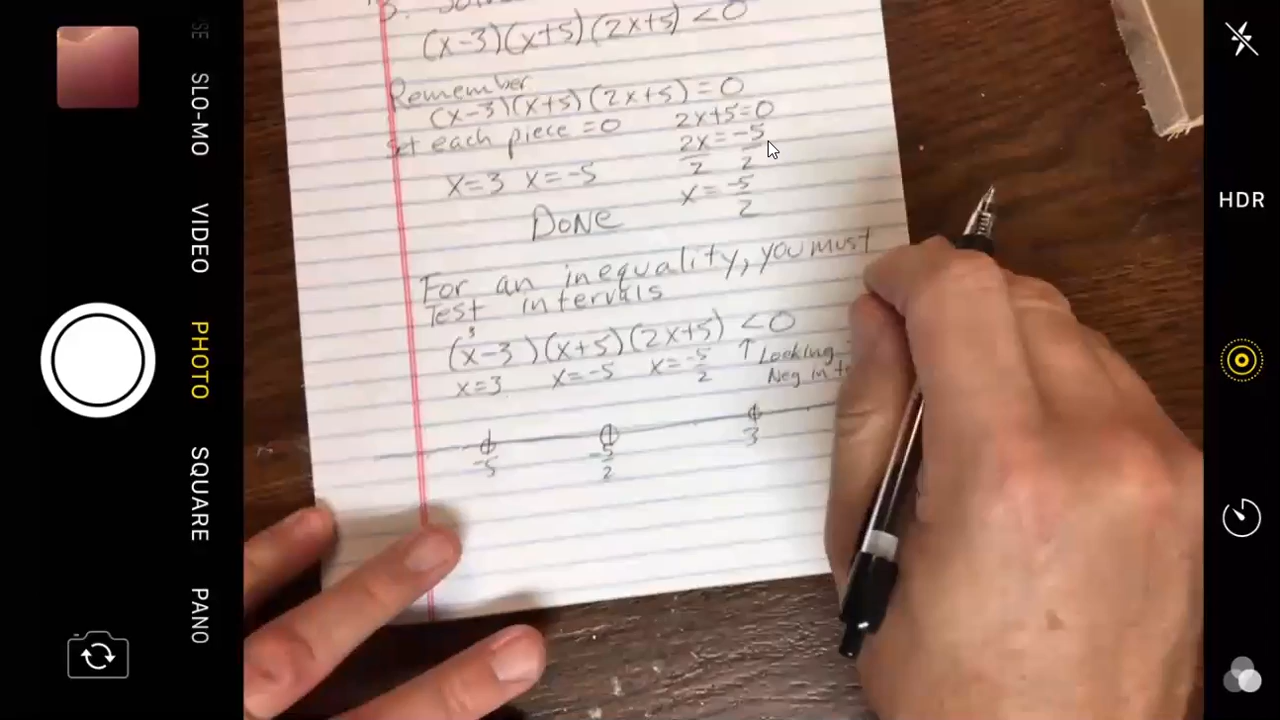 (x-3)(x+5)(2x+5) <0
Remember
(x-3)(x+5)(2x+5)=0
Set each piece =0
x=3 x=-5
2x+5=0
2x=-5
2 2
x=-5/2
DONE
For an inequality, you must
Test intervals
(x-3)(x+5)(2x+5) <0
x=3 x=-5 x=-5/2
↑ Looking
Neg
-5 -5/2 3
SLO-MO
VIDEO
PHOTO
SQUARE
PANO
HDR